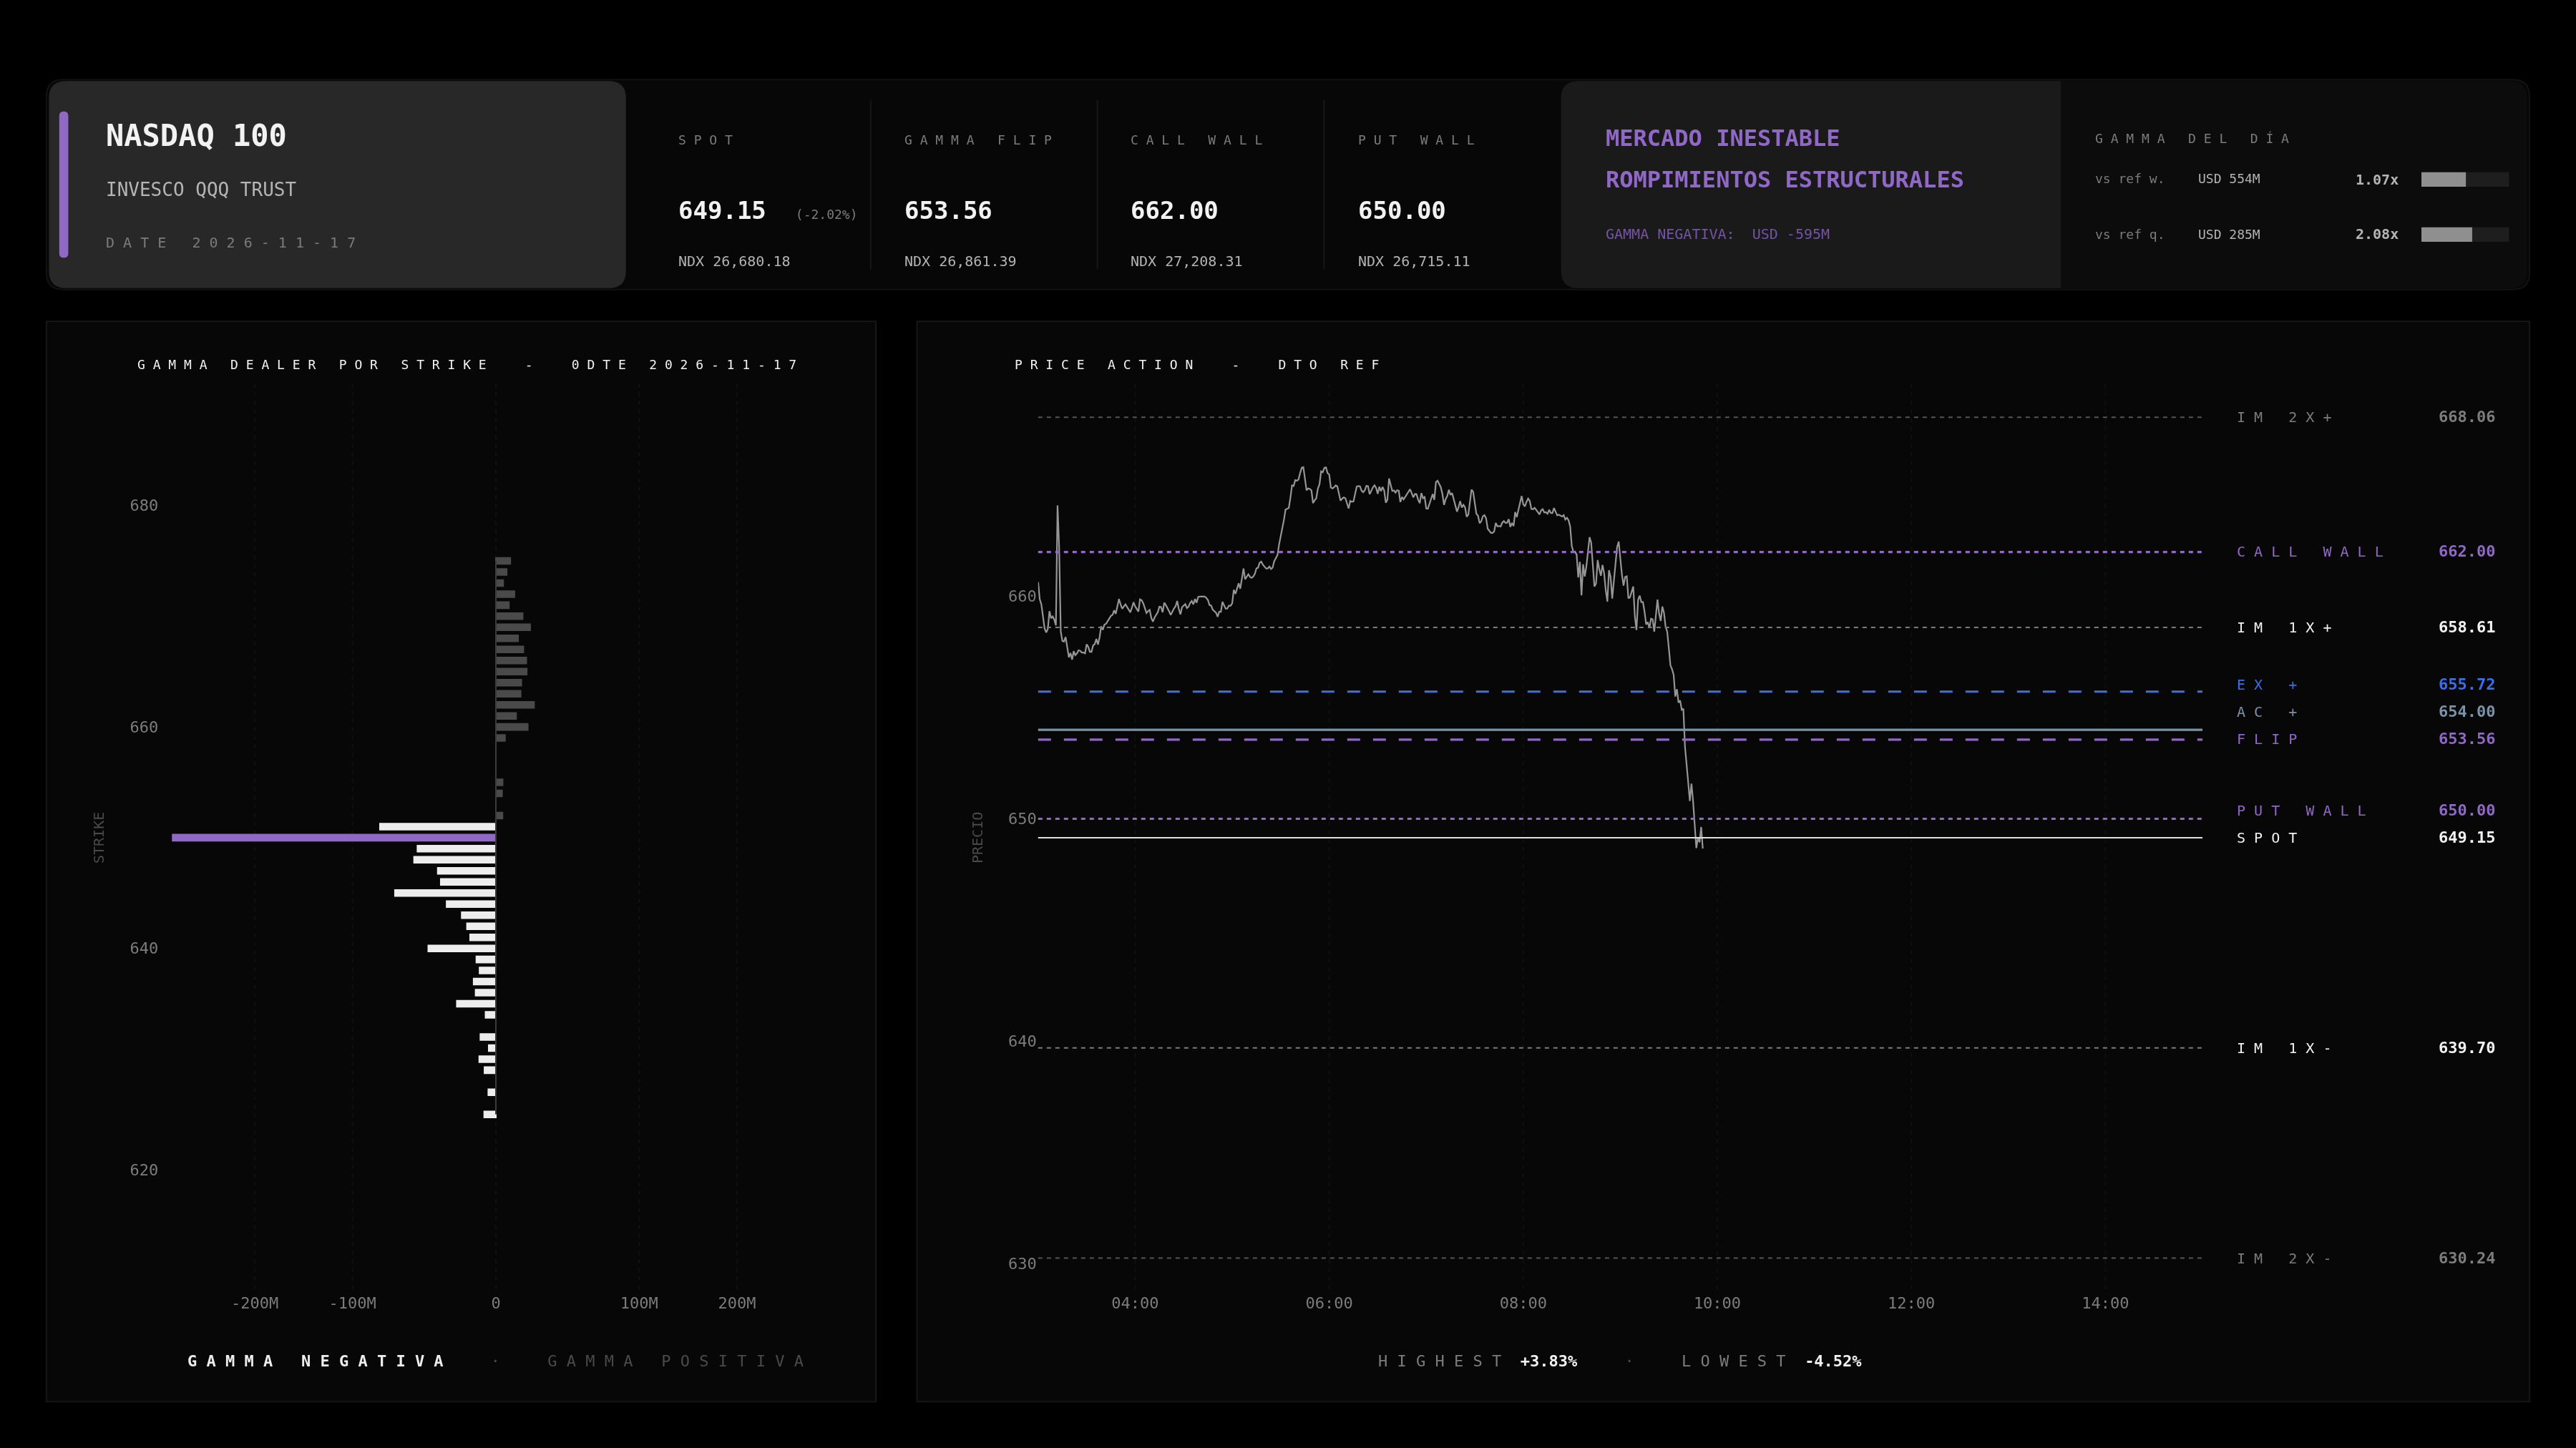 NASDAQ 100
INVESCO QQQ TRUST
DATE 2026-11-17
SPOT
649.15 (-2.02%)
NDX 26,680.18
GAMMA FLIP
653.56
NDX 26,861.39
CALL WALL
662.00
NDX 27,208.31
PUT WALL
650.00
NDX 26,715.11
MERCADO INESTABLE
ROMPIMIENTOS ESTRUCTURALES
GAMMA NEGATIVA: USD -595M
GAMMA DEL DÍA
vs ref w. USD 554M 1.07x
vs ref q. USD 285M 2.08x
GAMMA DEALER POR STRIKE - 0DTE 2026-11-17
STRIKE
680
660
640
620
-200M -100M 0 100M 200M
GAMMA NEGATIVA · GAMMA POSITIVA
PRICE ACTION - DTO REF
PRECIO
660
650
640
630
04:00 06:00 08:00 10:00 12:00 14:00
IM 2X+ 668.06
CALL WALL 662.00
IM 1X+ 658.61
EX + 655.72
AC + 654.00
FLIP 653.56
PUT WALL 650.00
SPOT 649.15
IM 1X- 639.70
IM 2X- 630.24
HIGHEST +3.83% · LOWEST -4.52%